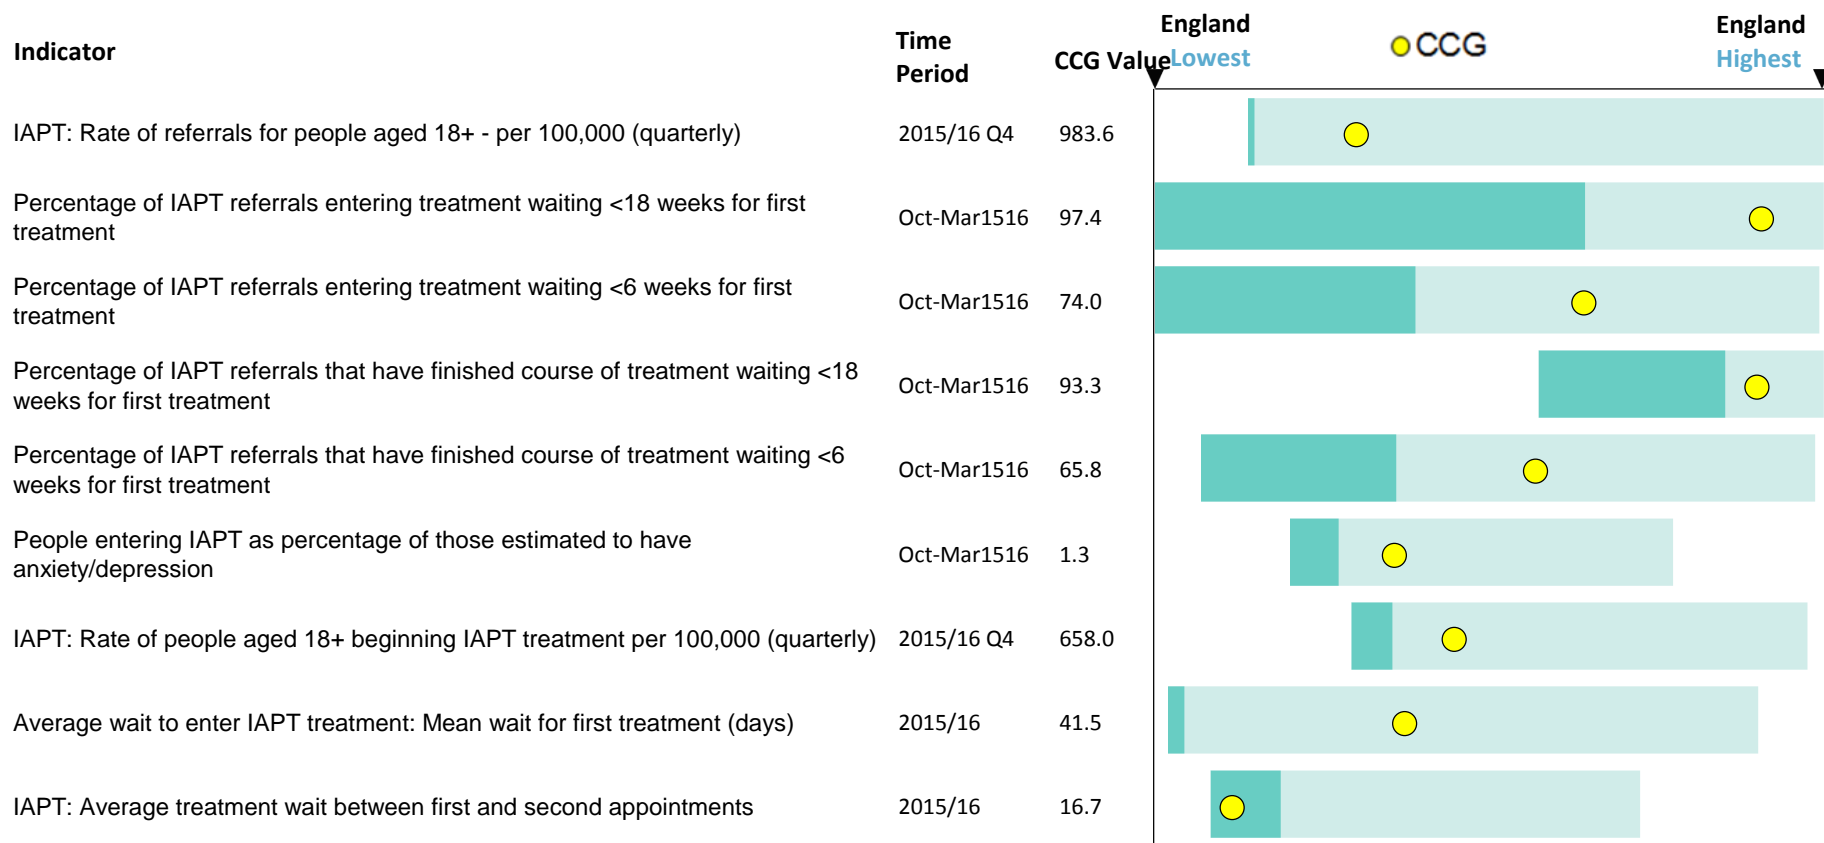 Indicator
Time
Period
CCG Value
England
Lowest
CCG
England
Highest
IAPT: Rate of referrals for people aged 18+ - per 100,000 (quarterly) 2015/16 Q4 983.6
Percentage of IAPT referrals entering treatment waiting <18 weeks for first
treatment
Oct-Mar1516 97.4
Percentage of IAPT referrals entering treatment waiting <6 weeks for first
treatment
Oct-Mar1516 74.0
Percentage of IAPT referrals that have finished course of treatment waiting <18
weeks for first treatment
Oct-Mar1516 93.3
Percentage of IAPT referrals that have finished course of treatment waiting <6
weeks for first treatment
Oct-Mar1516 65.8
People entering IAPT as percentage of those estimated to have
anxiety/depression
Oct-Mar1516 1.3
IAPT: Rate of people aged 18+ beginning IAPT treatment per 100,000 (quarterly) 2015/16 Q4 658.0
Average wait to enter IAPT treatment: Mean wait for first treatment (days) 2015/16 41.5
IAPT: Average treatment wait between first and second appointments 2015/16 16.7